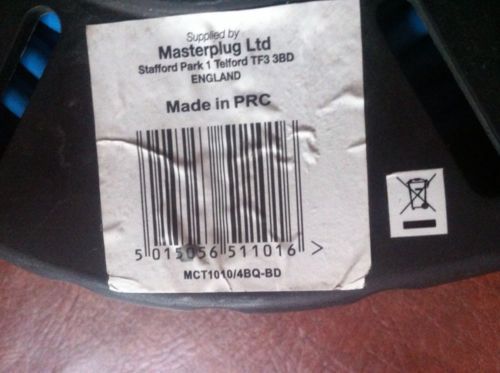 Supplied by
Masterplug Ltd
Stafford Park 1 Telford TF3 3BD
ENGLAND
Made in PRC
5 015056 511016 >
MCT1010/4BQ-BD